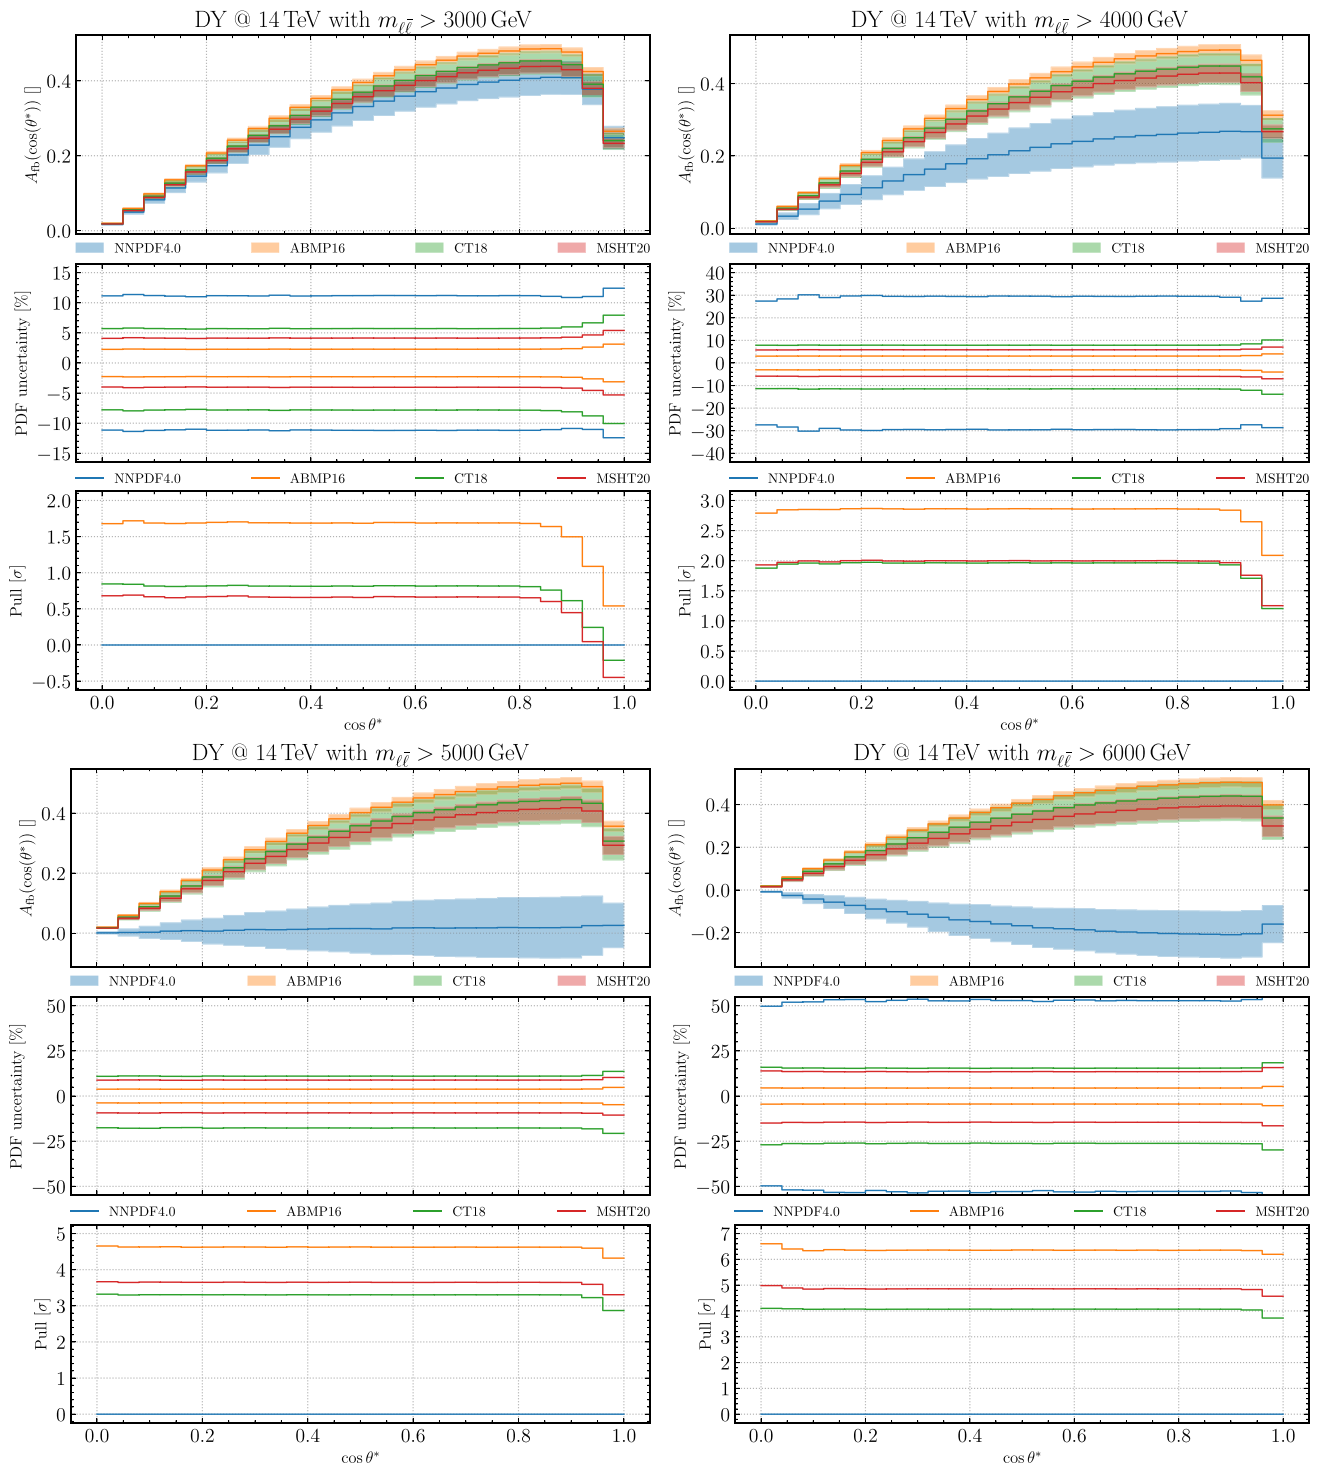 DY @ 14 TeV with m_{ℓℓ̄} > 3000 GeV
A_fb(cos(θ*)) []
0.4
0.2
0.0
NNPDF4.0 ABMP16 CT18 MSHT20
PDF uncertainty [%]
15
10
5
0
−5
−10
−15
NNPDF4.0 ABMP16 CT18 MSHT20
Pull [σ]
2.0
1.5
1.0
0.5
0.0
−0.5
0.0 0.2 0.4 0.6 0.8 1.0
cos θ*
DY @ 14 TeV with m_{ℓℓ̄} > 4000 GeV
A_fb(cos(θ*)) []
0.4
0.2
0.0
NNPDF4.0 ABMP16 CT18 MSHT20
PDF uncertainty [%]
40
30
20
10
0
−10
−20
−30
−40
NNPDF4.0 ABMP16 CT18 MSHT20
Pull [σ]
3.0
2.5
2.0
1.5
1.0
0.5
0.0
0.0 0.2 0.4 0.6 0.8 1.0
cos θ*
DY @ 14 TeV with m_{ℓℓ̄} > 5000 GeV
A_fb(cos(θ*)) []
0.4
0.2
0.0
NNPDF4.0 ABMP16 CT18 MSHT20
PDF uncertainty [%]
50
25
0
−25
−50
NNPDF4.0 ABMP16 CT18 MSHT20
Pull [σ]
5
4
3
2
1
0
0.0 0.2 0.4 0.6 0.8 1.0
cos θ*
DY @ 14 TeV with m_{ℓℓ̄} > 6000 GeV
A_fb(cos(θ*)) []
0.4
0.2
0.0
−0.2
NNPDF4.0 ABMP16 CT18 MSHT20
PDF uncertainty [%]
50
25
0
−25
−50
NNPDF4.0 ABMP16 CT18 MSHT20
Pull [σ]
7
6
5
4
3
2
1
0
0.0 0.2 0.4 0.6 0.8 1.0
cos θ*